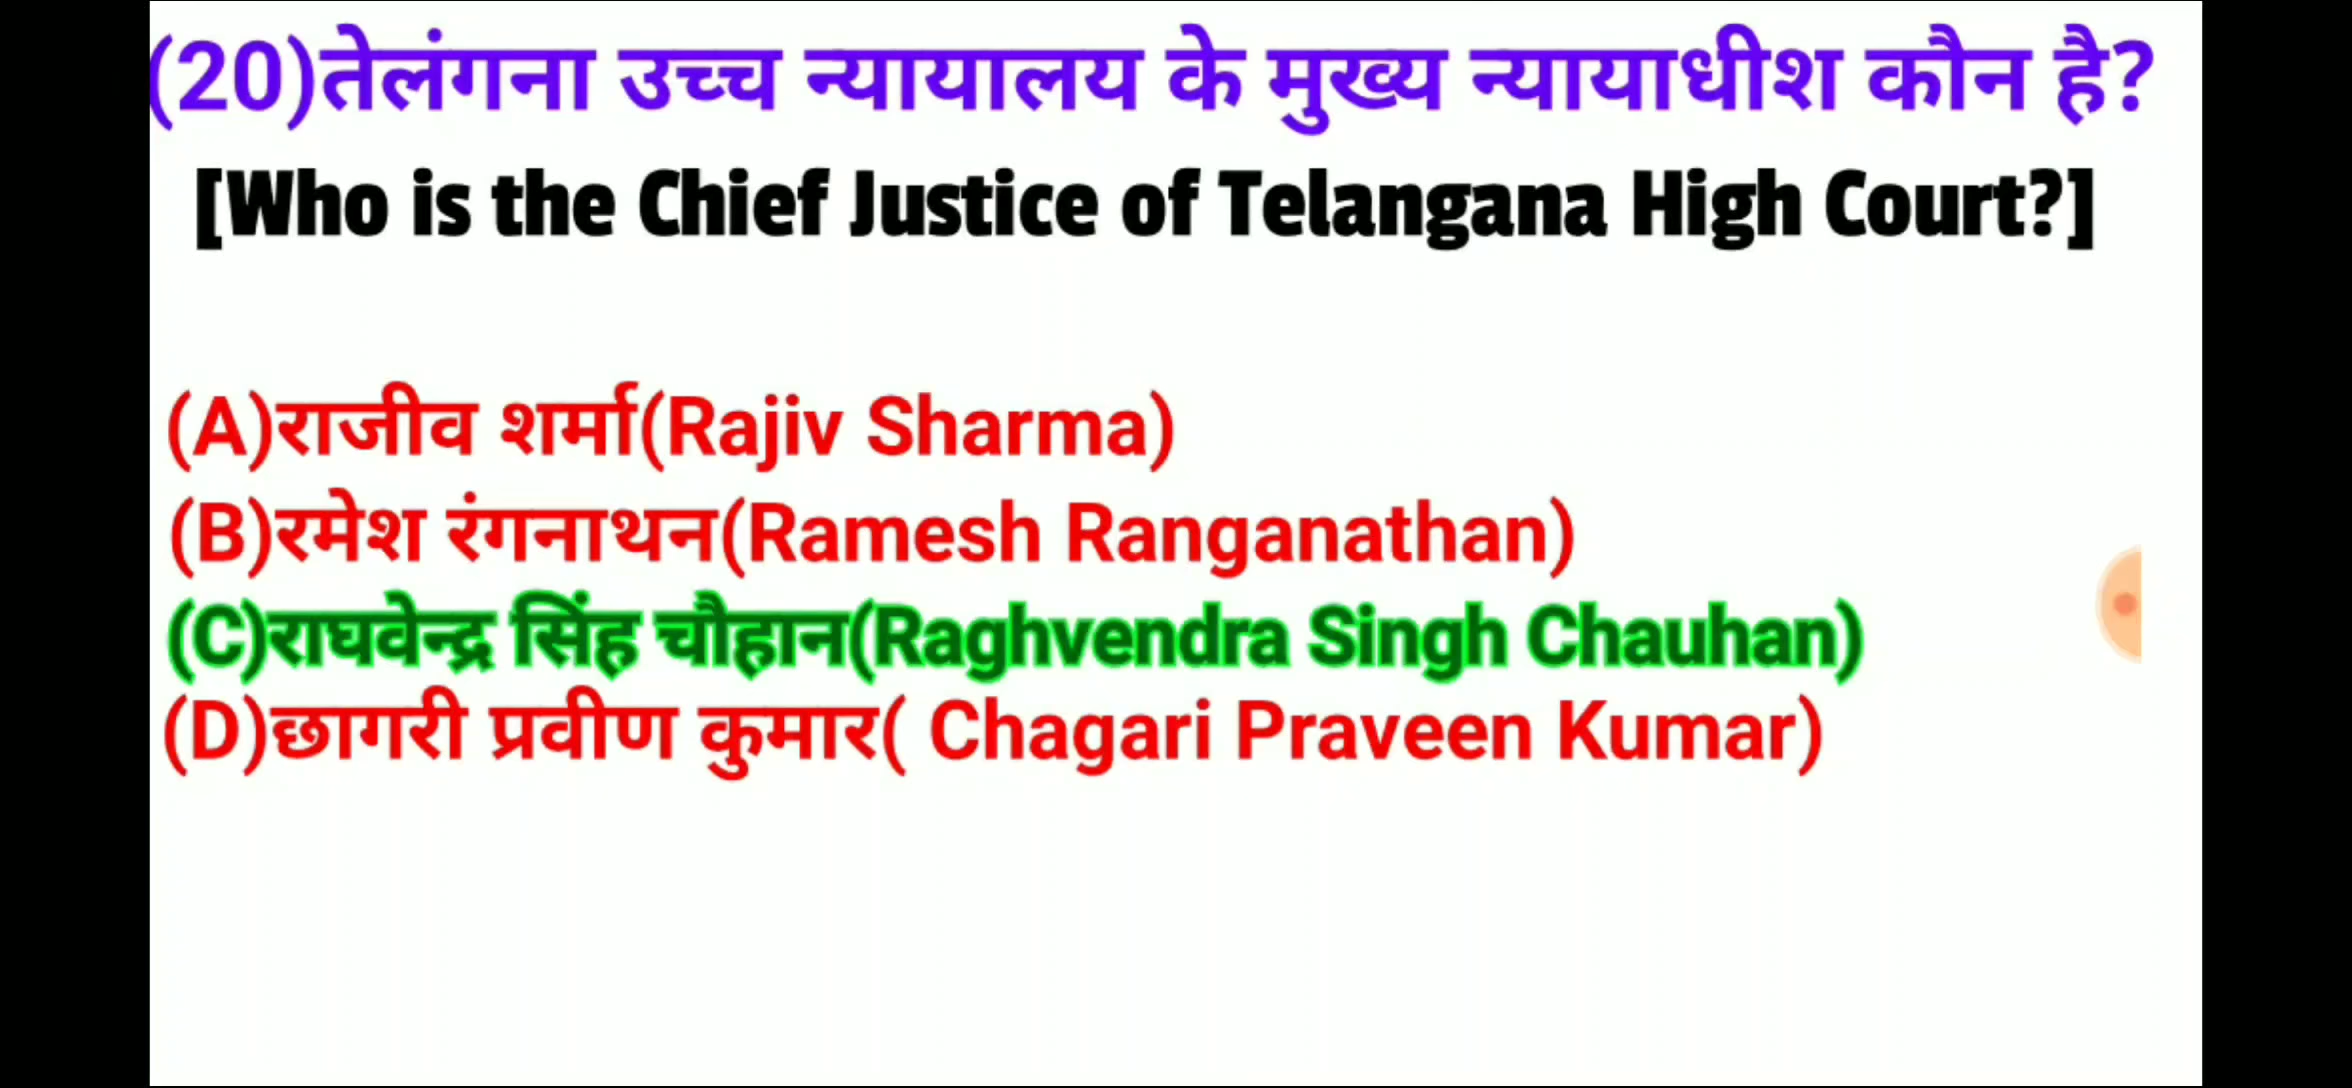 (20)तेलंगना उच्च न्यायालय के मुख्य न्यायाधीश कौन है?
[Who is the Chief Justice of Telangana High Court?]
(A)राजीव शर्मा(Rajiv Sharma)
(B)रमेश रंगनाथन(Ramesh Ranganathan)
(C)राघवेन्द्र सिंह चौहान(Raghvendra Singh Chauhan)
(D)छागरी प्रवीण कुमार( Chagari Praveen Kumar)